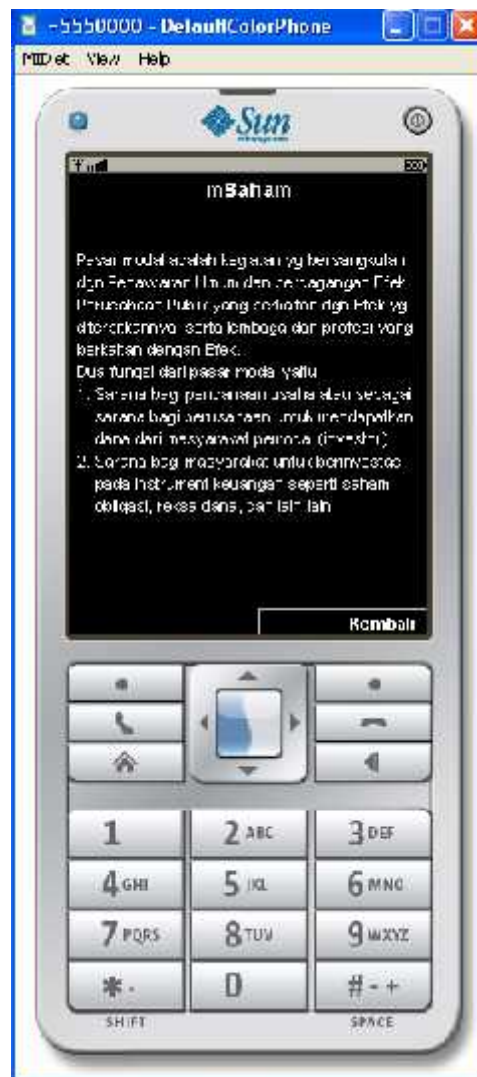 +5550000 - DefaultColorPhone
MIDlet View Help
Sun
mSaham
Pasar modal adalah kegiatan yg bersangkutan
dgn Penawaran Umum dan perdagangan Efek
Perusahaan Publik yang berkaitan dgn Efek yg
diterbitkannya serta lembaga dan profesi yang
berkaitan dengan Efek.
Dua fungsi dari pasar modal yaitu
1. Sarana bagi pendanaan usaha atau sebagai
sarana bagi perusahaan untuk mendapatkan
dana dari masyarakat pemodal (investor)
2. Sarana bagi masyarakat untuk berinvestasi
pada instrument keuangan seperti saham
obligasi, reksa dana, dan lain lain
Kembali
1 2 ABC 3 DEF
4 GHI 5 JKL 6 MNO
7 PQRS 8 TUV 9 WXYZ
* 0 # - +
SHIFT SPACE